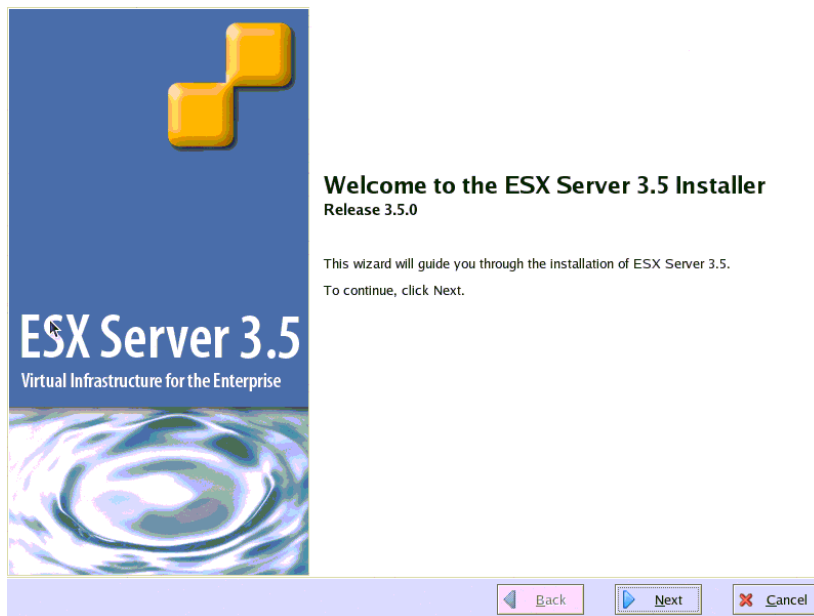 ESX Server 3.5
Virtual Infrastructure for the Enterprise
Welcome to the ESX Server 3.5 Installer
Release 3.5.0
This wizard will guide you through the installation of ESX Server 3.5.
To continue, click Next.
Back
Next
Cancel